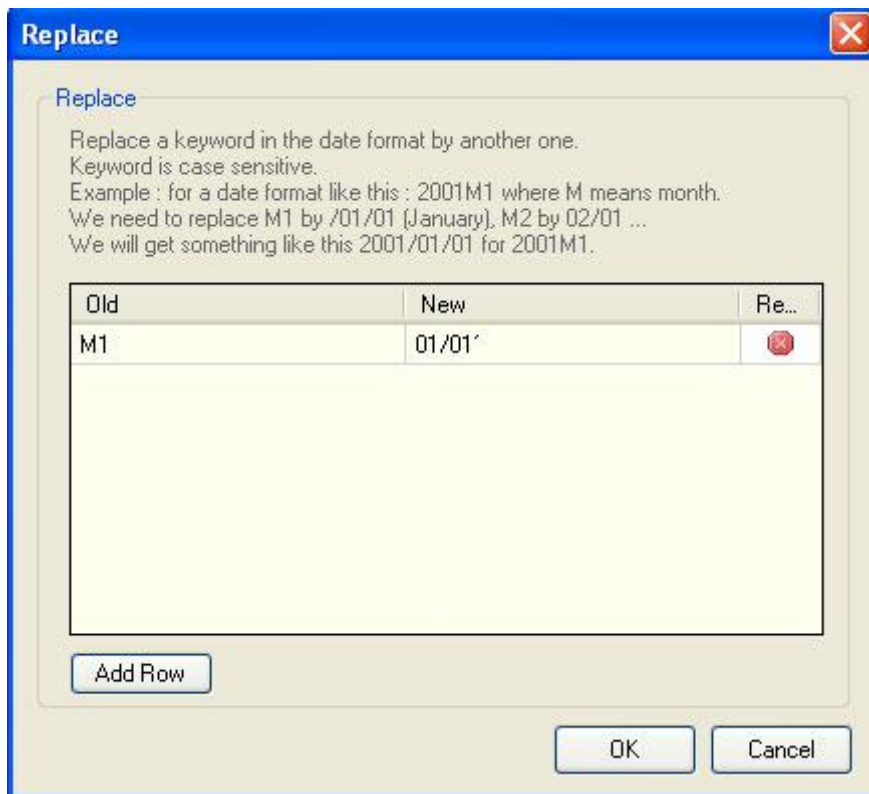 Replace
Replace
Replace a keyword in the date format by another one.
Keyword is case sensitive.
Example : for a date format like this : 2001M1 where M means month.
We need to replace M1 by /01/01 (January), M2 by 02/01 ...
We will get something like this 2001/01/01 for 2001M1.
Old New Re...
M1 01/01´
Add Row
OK Cancel